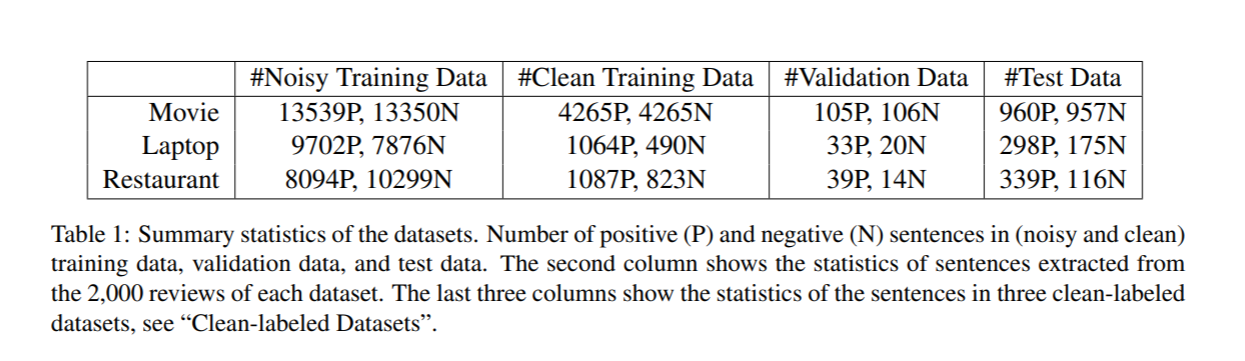 #Noisy Training Data #Clean Training Data #Validation Data #Test Data
Movie 13539P, 13350N 4265P, 4265N 105P, 106N 960P, 957N
Laptop 9702P, 7876N 1064P, 490N 33P, 20N 298P, 175N
Restaurant 8094P, 10299N 1087P, 823N 39P, 14N 339P, 116N
Table 1: Summary statistics of the datasets. Number of positive (P) and negative (N) sentences in (noisy and clean)
training data, validation data, and test data. The second column shows the statistics of sentences extracted from
the 2,000 reviews of each dataset. The last three columns show the statistics of the sentences in three clean-labeled
datasets, see “Clean-labeled Datasets”.